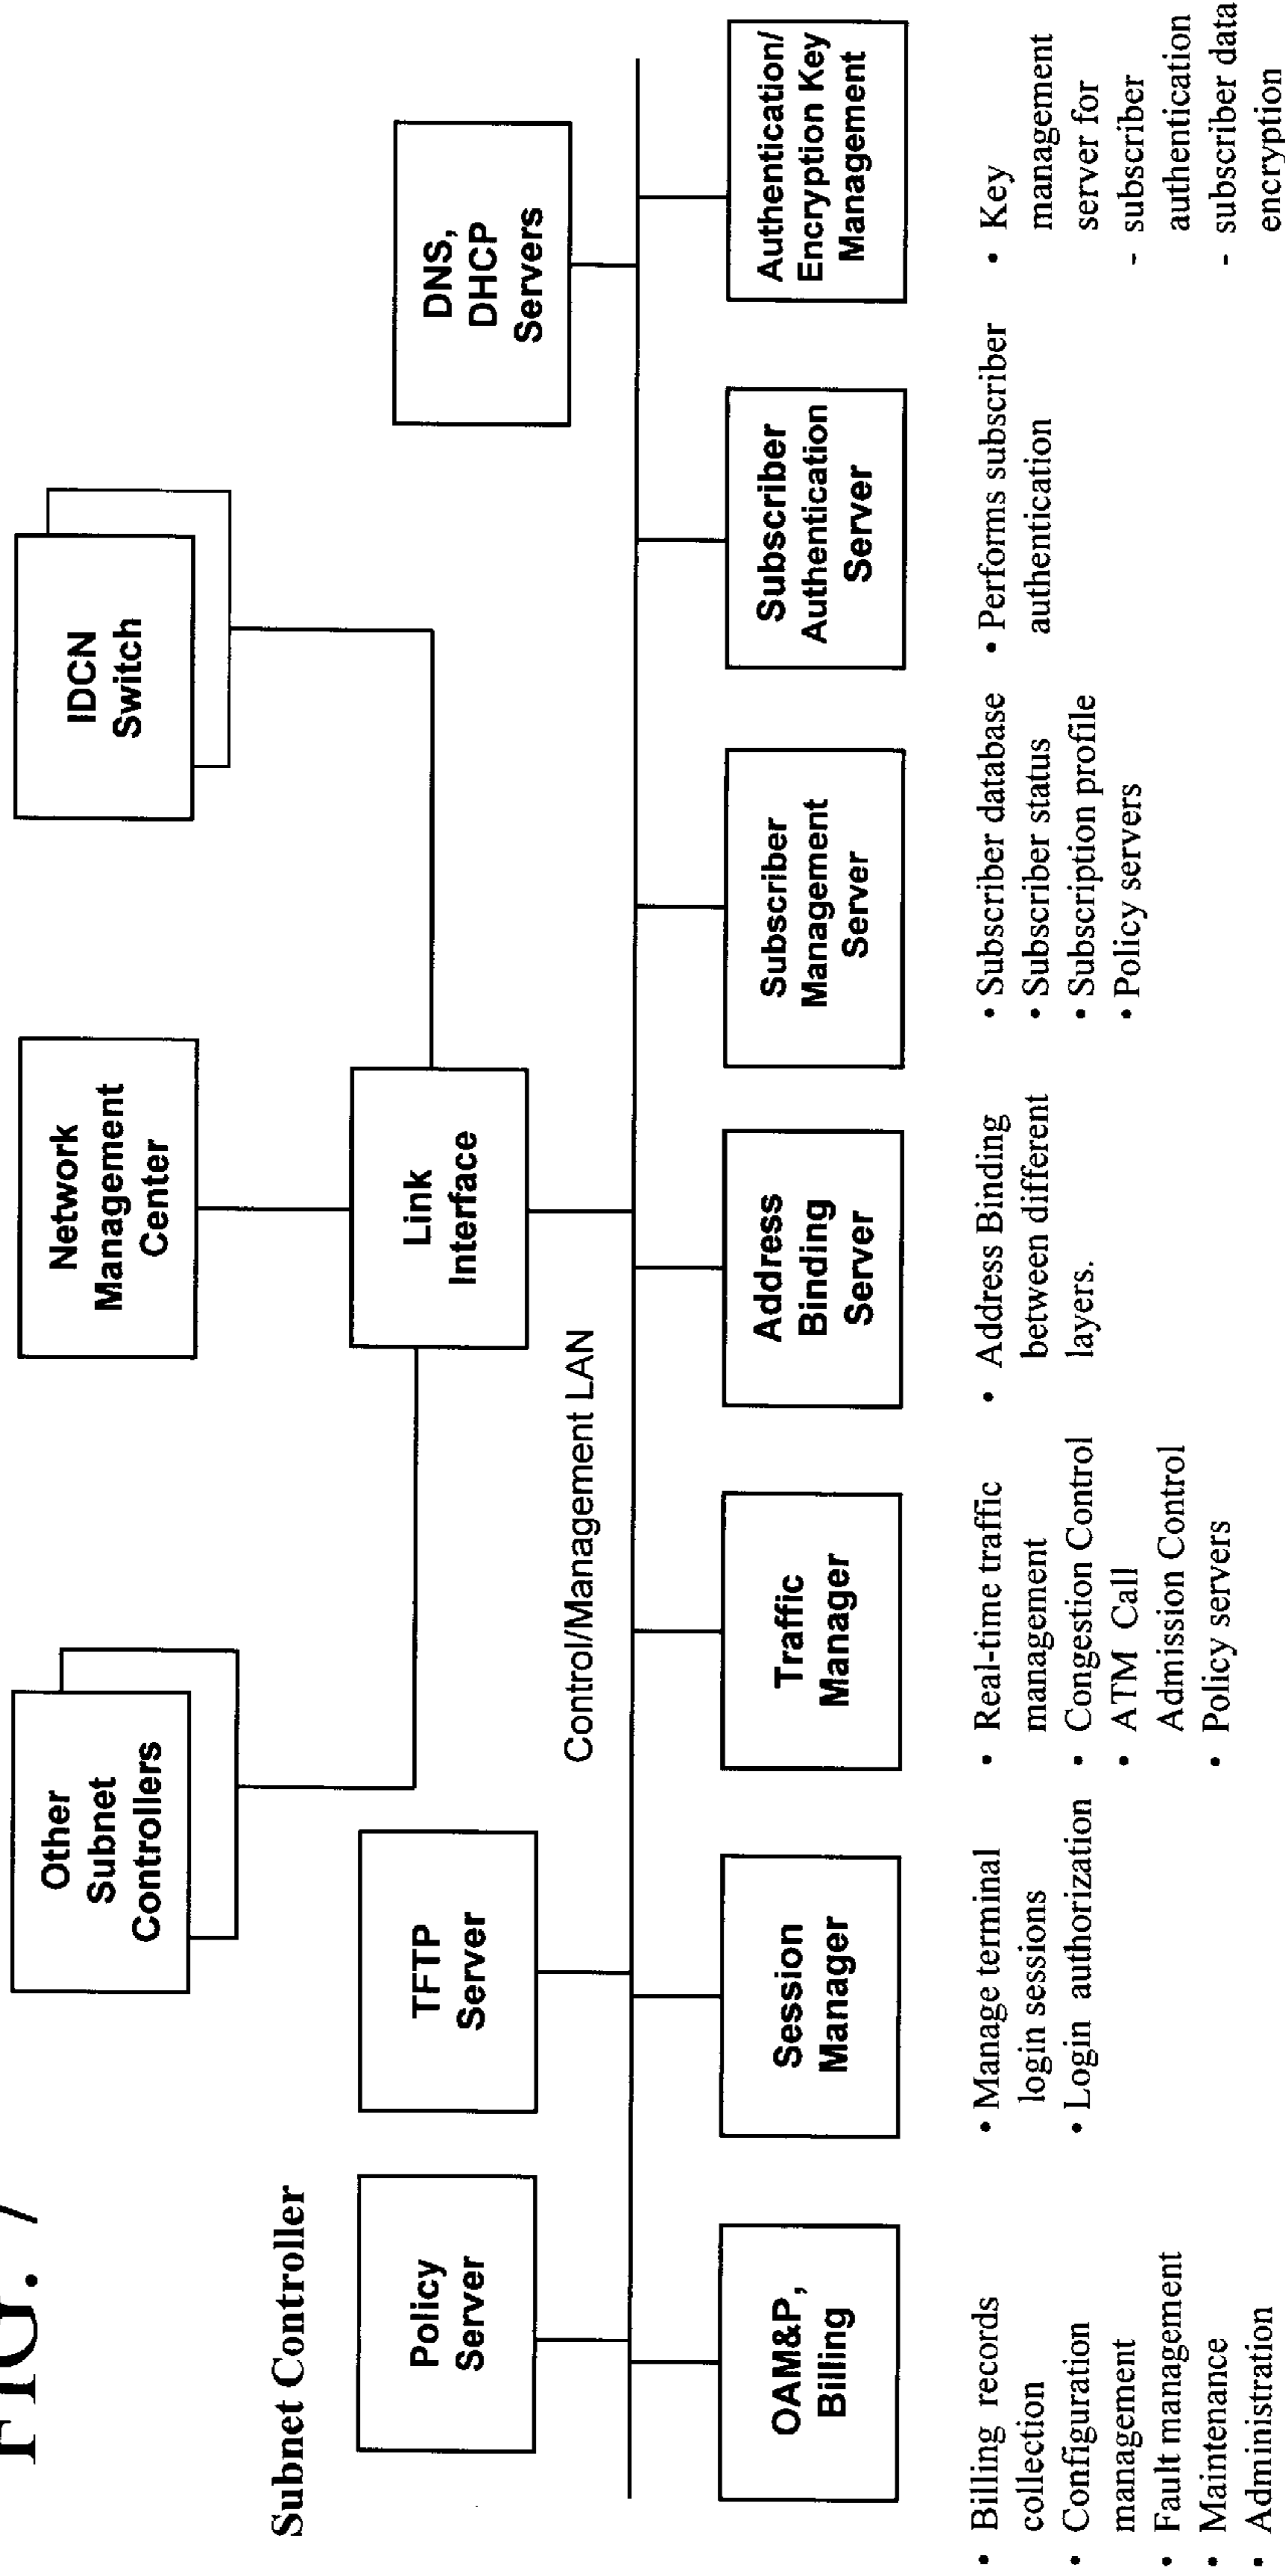 FIG. 7
Other
Subnet
Controllers
Network
Management
Center
IDCN
Switch
Subnet Controller
Policy
Server
TFTP
Server
Link
Interface
DNS,
DHCP
Servers
Control/Management LAN
OAM&P,
Billing
Session
Manager
Traffic
Manager
Address
Binding
Server
Subscriber
Management
Server
Subscriber
Authentication
Server
Authentication/
Encryption Key
Management
• Billing records
collection
• Configuration
management
• Fault management
• Maintenance
• Administration
• Manage terminal
login sessions
• Login authorization
• Real-time traffic
management
• Congestion Control
• ATM Call
Admission Control
• Policy servers
• Address Binding
between different
layers.
• Subscriber database
• Subscriber status
• Subscription profile
• Policy servers
• Performs subscriber
authentication
• Key
management
server for
- subscriber
authentication
- subscriber data
encryption